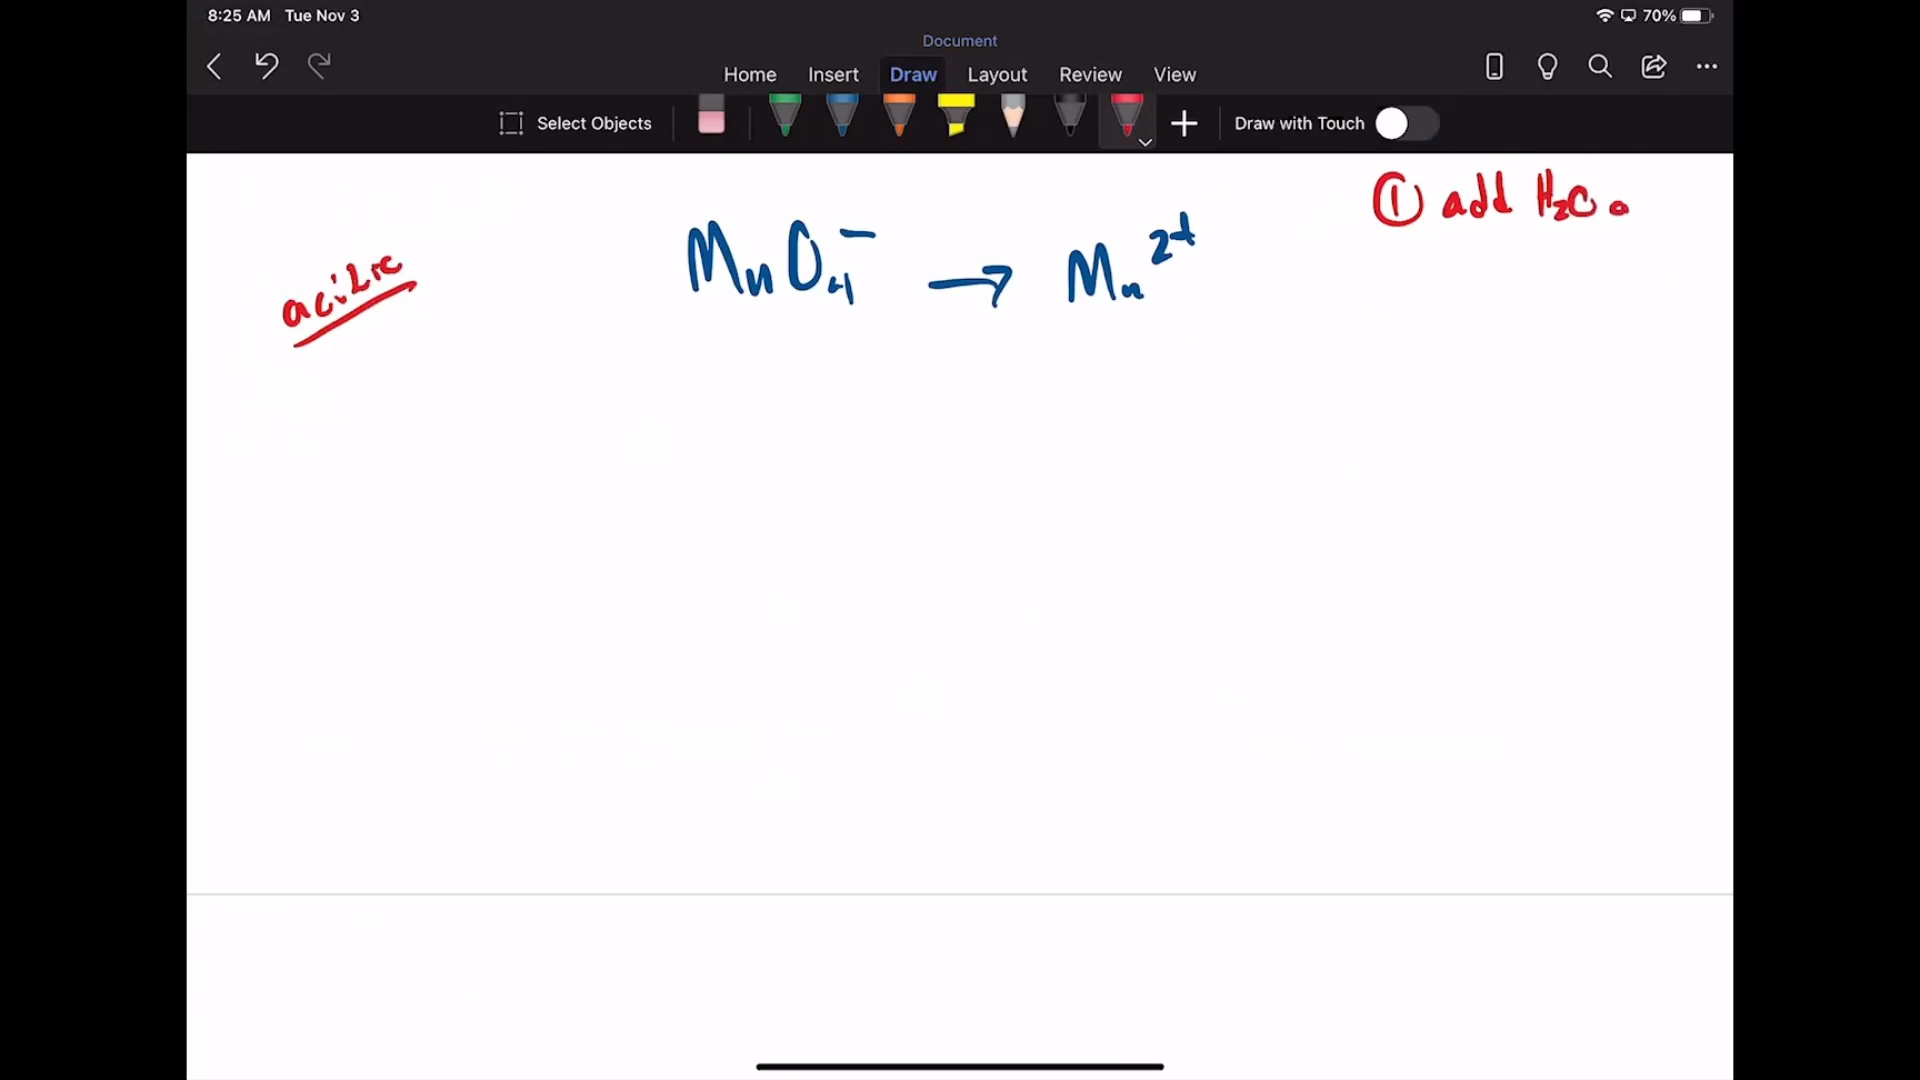 8:25 AM Tue Nov 3
70%
Document
Home Insert Draw Layout Review View
Select Objects
Draw with Touch
① add H₂O
acidic
MnO₄⁻ → Mn²⁺